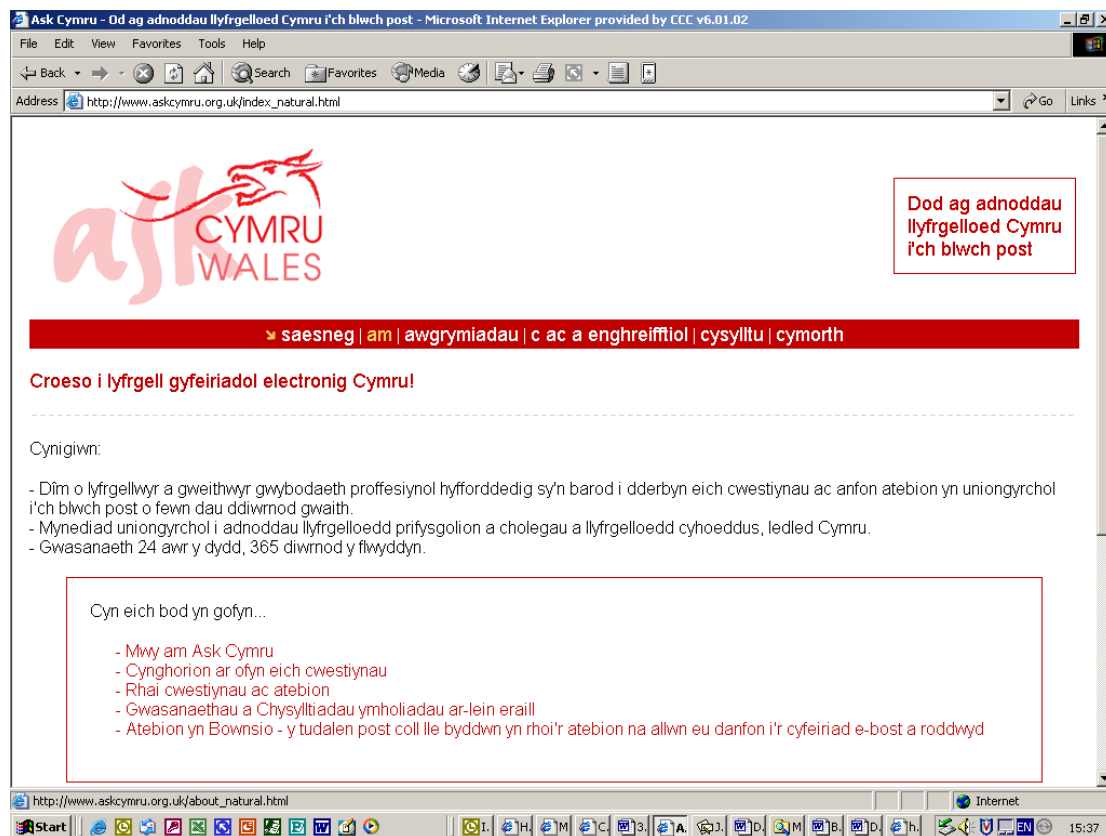 Ask Cymru - Od ag adnoddau llyfrgelloed Cymru i'ch blwch post - Microsoft Internet Explorer provided by CCC v6.01.02
File Edit View Favorites Tools Help
Back Search Favorites Media
Address http://www.askcymru.org.uk/index_natural.html Go Links
ask
CYMRU
WALES
Dod ag adnoddau
llyfrgelloed Cymru
i'ch blwch post
saesneg | am | awgrymiadau | c ac a enghreifftiol | cysylltu | cymorth
Croeso i lyfrgell gyfeiriadol electronig Cymru!
Cynigiwn:
- Dîm o lyfrgellwyr a gweithwyr gwybodaeth proffesiynol hyfforddedig sy'n barod i dderbyn eich cwestiynau ac anfon atebion yn uniongyrchol
i'ch blwch post o fewn dau ddiwrnod gwaith.
- Mynediad uniongyrchol i adnoddau llyfrgelloedd prifysgolion a cholegau a llyfrgelloedd cyhoeddus, ledled Cymru.
- Gwasanaeth 24 awr y dydd, 365 diwrnod y flwyddyn.
Cyn eich bod yn gofyn...
- Mwy am Ask Cymru
- Cynghorion ar ofyn eich cwestiynau
- Rhai cwestiynau ac atebion
- Gwasanaethau a Chysylltiadau ymholiadau ar-lein eraill
- Atebion yn Bownsio - y tudalen post coll lle byddwn yn rhoi'r atebion na allwn eu danfon i'r cyfeiriad e-bost a roddwyd
http://www.askcymru.org.uk/about_natural.html Internet
Start I. H. M C. 3. A. J. D. M B. D. h. EN 15:37